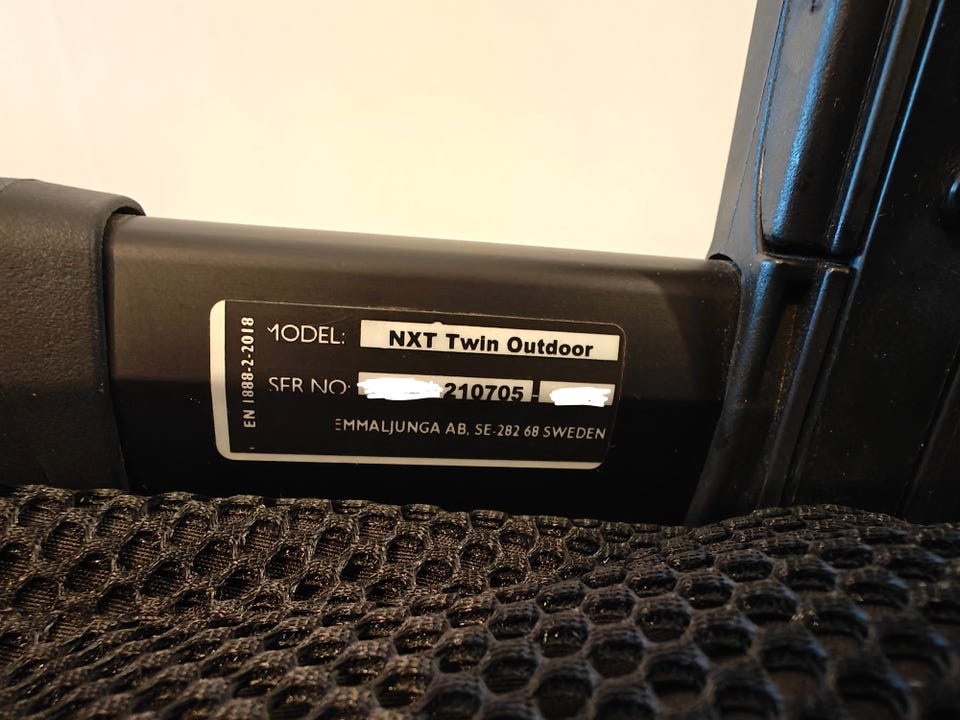 EN 1888-2-2018
MODEL: NXT Twin Outdoor
SER NO: 210705-
EMMALJUNGA AB, SE-282 68 SWEDEN